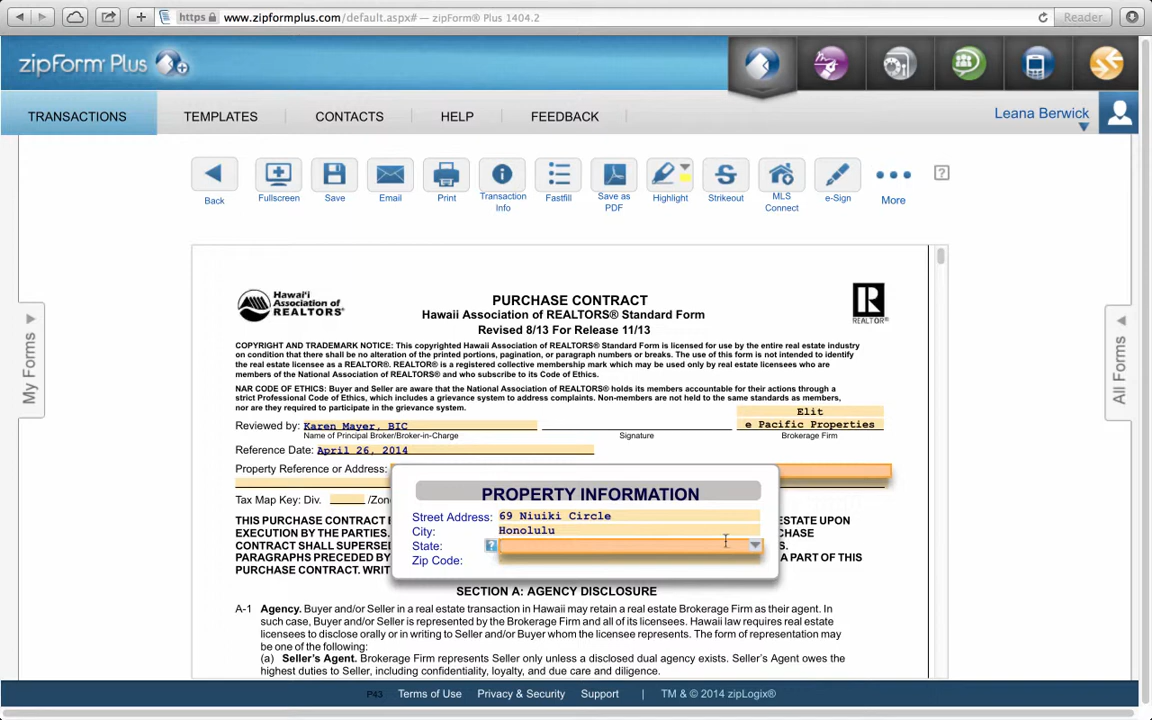 https www.zipformplus.com/default.aspx# — zipForm® Plus 1404.2 Reader
zipForm® Plus
TRANSACTIONS TEMPLATES CONTACTS HELP FEEDBACK Leana Berwick
Back Fullscreen Save Email Print Transaction Info Fastfill Save as PDF Highlight Strikeout MLS Connect e-Sign More ?
My Forms
All Forms
Hawai'i Association of REALTORS®
REALTOR®
PURCHASE CONTRACT
Hawaii Association of REALTORS® Standard Form
Revised 8/13 For Release 11/13
COPYRIGHT AND TRADEMARK NOTICE: This copyrighted Hawaii Association of REALTORS® Standard Form is licensed for use by the entire real estate industry
on condition that there shall be no alteration of the printed portions, pagination, or paragraph numbers or breaks. The use of this form is not intended to identify
the real estate licensee as a REALTOR®. REALTOR® is a registered collective membership mark which may be used only by real estate licensees who are
members of the National Association of REALTORS® and who subscribe to its Code of Ethics.
NAR CODE OF ETHICS: Buyer and Seller are aware that the National Association of REALTORS® holds its members accountable for their actions through a
strict Professional Code of Ethics, which includes a grievance system to address complaints. Non-members are not held to the same standards as members,
nor are they required to participate in the grievance system.
Elit
Reviewed by: Karen Mayer, BIC e Pacific Properties
Name of Principal Broker/Broker-in-Charge Signature Brokerage Firm
Reference Date: April 26, 2014
Property Reference or Address:
Tax Map Key: Div. /Zone
PROPERTY INFORMATION
Street Address: 69 Niuiki Circle
City: Honolulu
State: ?
Zip Code:
THIS PURCHASE CONTRACT ESTATE UPON
EXECUTION BY THE PARTIES. CHASE
CONTRACT SHALL SUPERSE S.
PARAGRAPHS PRECEDED B A PART OF THIS
PURCHASE CONTRACT. WRIT
SECTION A: AGENCY DISCLOSURE
A-1 Agency. Buyer and/or Seller in a real estate transaction in Hawaii may retain a real estate Brokerage Firm as their agent. In
such case, Buyer and/or Seller is represented by the Brokerage Firm and all of its licensees. Hawaii law requires real estate
licensees to disclose orally or in writing to Seller and/or Buyer whom the licensee represents. The form of representation may
be one of the following:
(a) Seller's Agent. Brokerage Firm represents Seller only unless a disclosed dual agency exists. Seller's Agent owes the
highest duties to Seller, including confidentiality, loyalty, and due care and diligence.
P43 Terms of Use Privacy & Security Support | TM & © 2014 zipLogix®